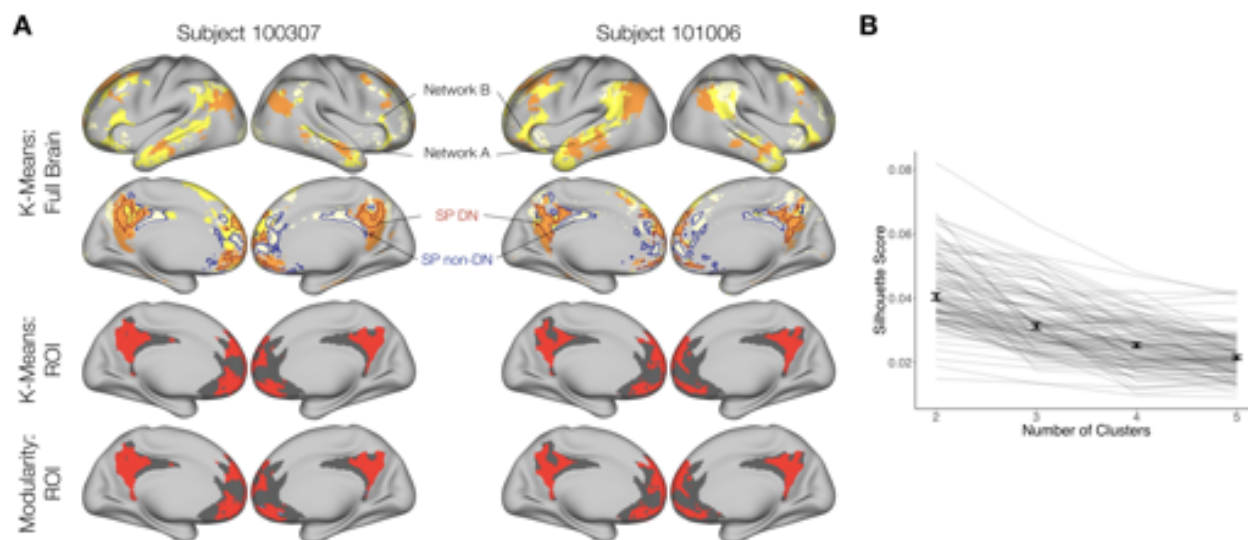 A
Subject 100307
Subject 101006
B
K-Means:
Full Brain
Network B
Network A
SP DN
SP non-DN
K-Means:
ROI
Modularity:
ROI
Silhouette Score
0.08
0.06
0.04
0.02
2
3
4
5
Number of Clusters